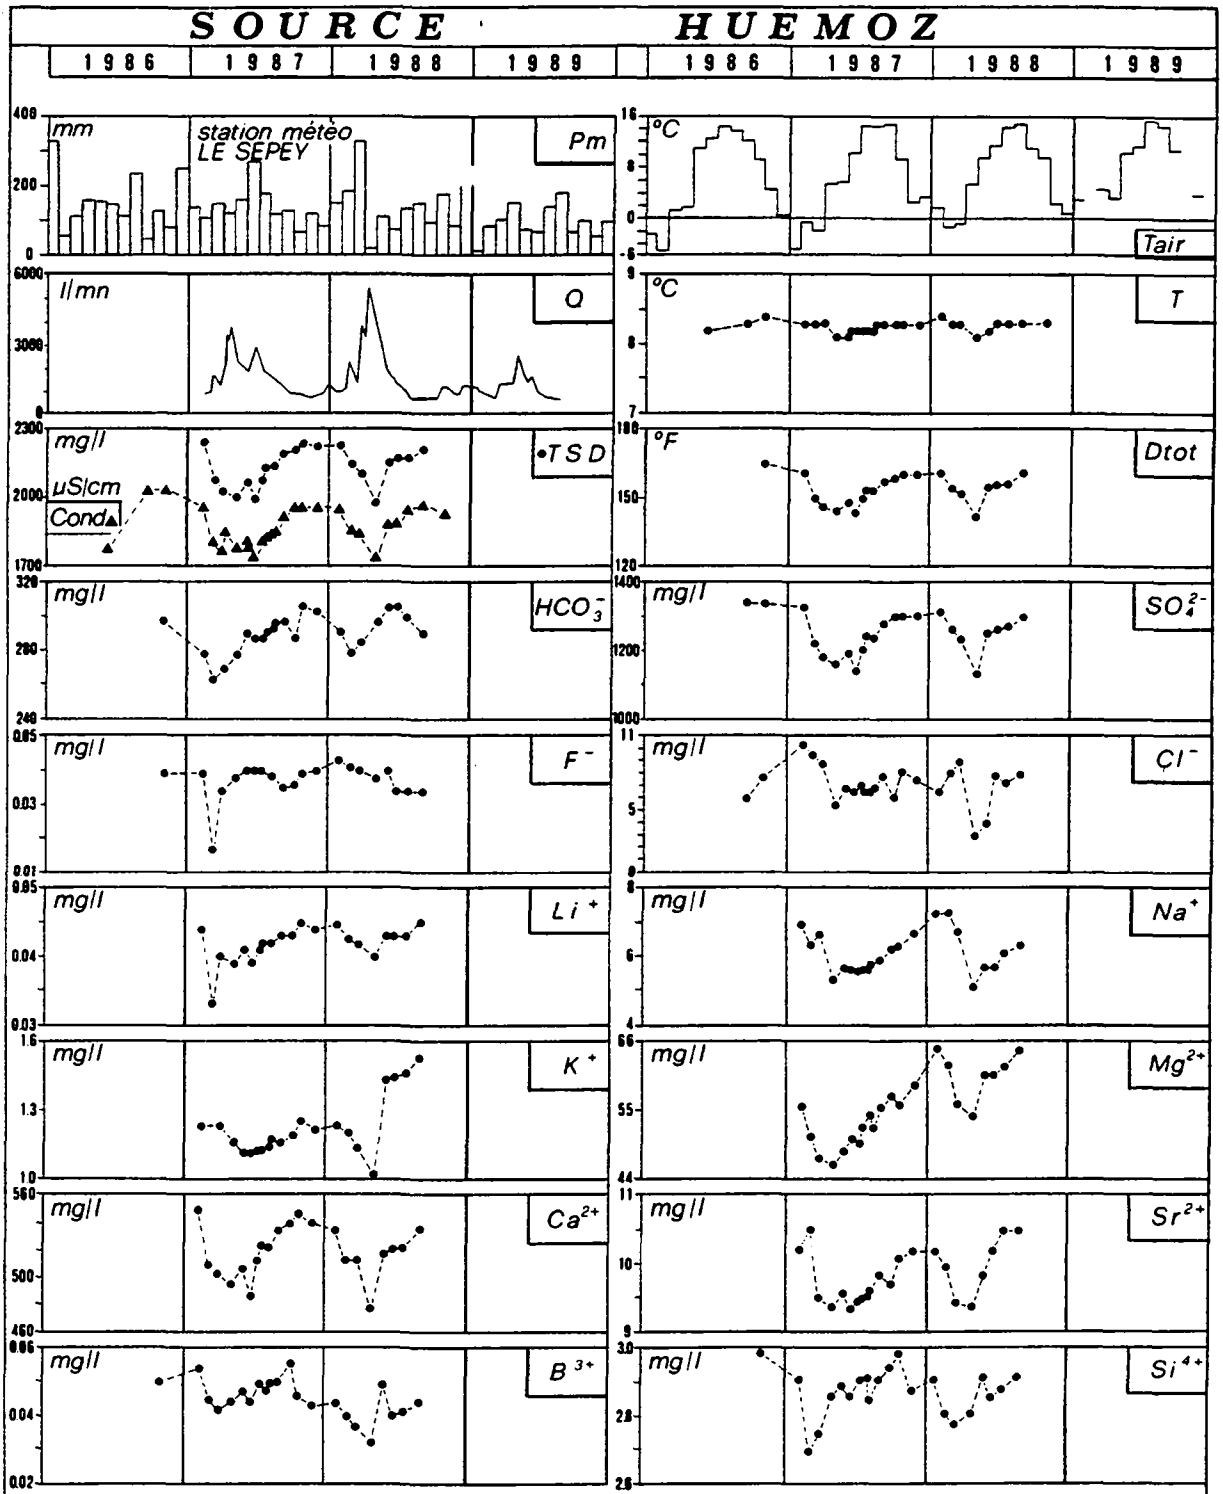 SOURCE HUEMOZ
1986 1987 1988 1989 1986 1987 1988 1989
400 mm station météo Pm
LE SEPEY
200
0
16 °C
8
0
-6 Tair
6000 l/mn Q
3000
0
9 °C T
8
7
2300 mg/l •TSD
µS/cm
2000
Cond▲
1700
180 °F Dtot
150
120
320 mg/l HCO₃⁻
280
240
1400 mg/l SO₄²⁻
1200
1000
0.05 mg/l F⁻
0.03
0.01
11 mg/l Cl⁻
5
0
0.05 mg/l Li⁺
0.04
0.03
8 mg/l Na⁺
6
4
1.6 mg/l K⁺
1.3
1.0
66 mg/l Mg²⁺
55
44
560 mg/l Ca²⁺
500
460
11 mg/l Sr²⁺
10
9
0.06 mg/l B³⁺
0.04
0.02
3.0 mg/l Si⁴⁺
2.8
2.6